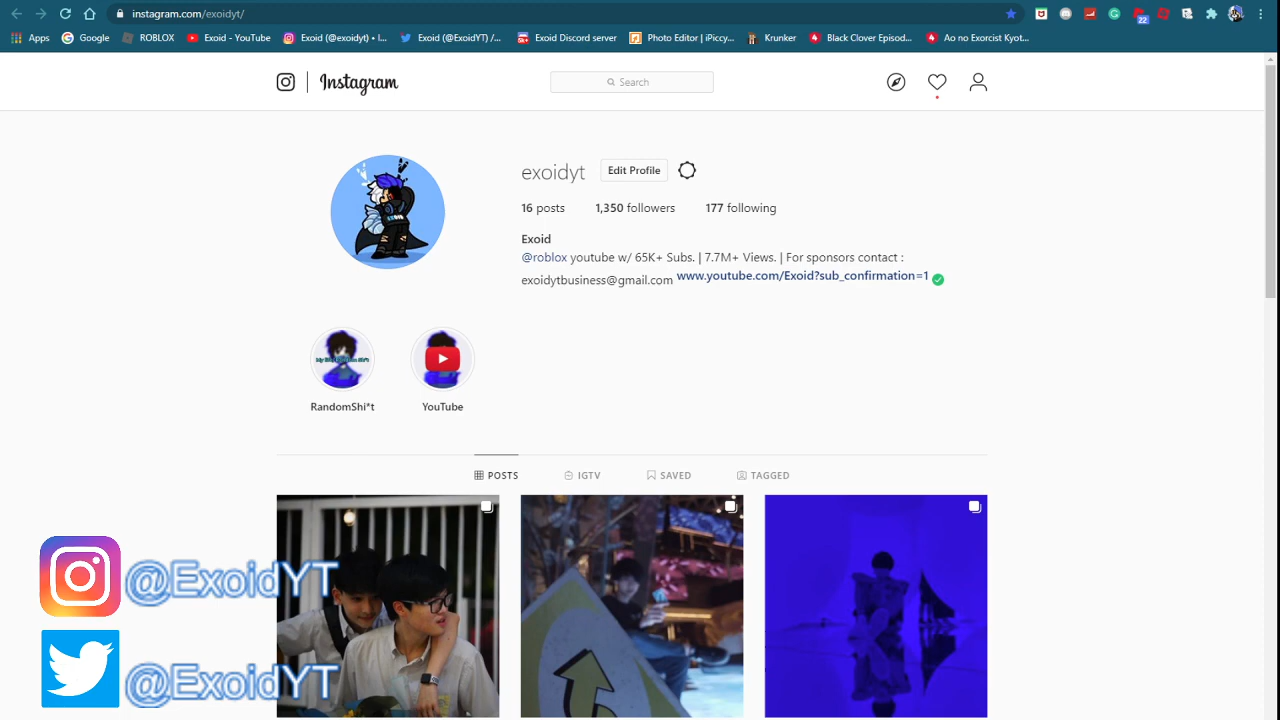 instagram.com/exoidyt/
22
Apps Google ROBLOX Exoid - YouTube Exoid (@exoidyt) • I... Exoid (@ExoidYT) /... Exoid Discord server Photo Editor | iPiccy... Krunker Black Clover Episod... Ao no Exorcist Kyot...
Instagram
Search
exoidyt Edit Profile
16 posts 1,350 followers 177 following
Exoid
@roblox youtube w/ 65K+ Subs. | 7.7M+ Views. | For sponsors contact :
exoidytbusiness@gmail.com www.youtube.com/Exoid?sub_confirmation=1
RandomShi*t YouTube
POSTS IGTV SAVED TAGGED
@ExoidYT
@ExoidYT